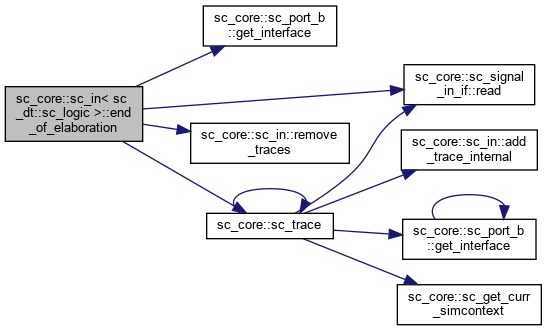 sc_core::sc_port_b
::get_interface
sc_core::sc_in< sc
_dt::sc_logic >::end
_of_elaboration
sc_core::sc_signal
_in_if::read
sc_core::sc_in::remove
_traces
sc_core::sc_in::add
_trace_internal
sc_core::sc_trace
sc_core::sc_port_b
::get_interface
sc_core::sc_get_curr
_simcontext